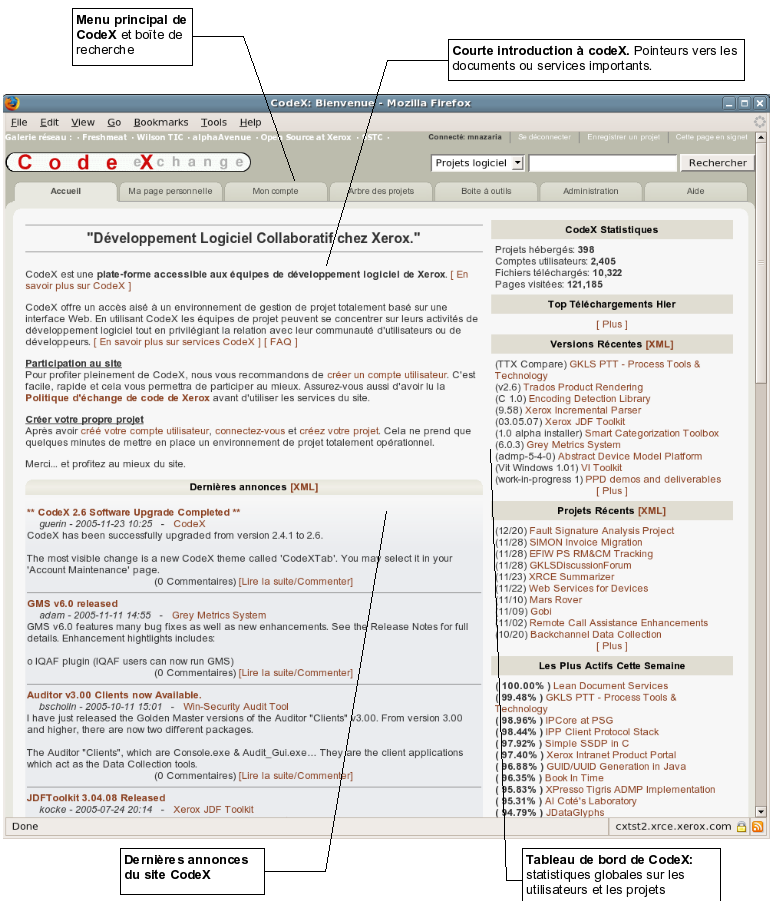 Menu principal de
CodeX et boîte de
recherche
Courte introduction à codeX. Pointeurs vers les
documents ou services importants.
CodeX: Bienvenue - Mozilla Firefox
File Edit View Go Bookmarks Tools Help
Galerie réseau : · Freshmeat · Wilson TIC · alphaAvenue · Open Source at Xerox · XSTC · Connecté: mnazaria Se déconnecter Enregistrer un projet Cette page en signet
CodeX eXchange Projets logiciel Rechercher
Accueil Ma page personnelle Mon compte Arbre des projets Boite à outils Administration Aide
"Développement Logiciel Collaboratif chez Xerox."
CodeX est une plate-forme accessible aux équipes de développement logiciel de Xerox. [ En
savoir plus sur CodeX ]
CodeX offre un accès aisé à un environnement de gestion de projet totalement basé sur une
interface Web. En utilisant CodeX les équipes de projet peuvent se concentrer sur leurs activités de
développement logiciel tout en privilégiant la relation avec leur communauté d'utilisateurs ou de
développeurs. [ En savoir plus sur services CodeX ] [ FAQ ]
Participation au site
Pour profiter pleinement de CodeX, nous vous recommandons de créer un compte utilisateur. C'est
facile, rapide et cela vous permettra de participer au mieux. Assurez-vous aussi d'avoir lu la
Politique d'échange de code de Xerox avant d'utiliser les services du site.
Créer votre propre projet
Après avoir créé votre compte utilisateur, connectez-vous et créez votre projet. Cela ne prend que
quelques minutes de mettre en place un environnement de projet totalement opérationnel.
Merci... et profitez au mieux du site.
Dernières annonces [XML]
** CodeX 2.6 Software Upgrade Completed **
guerin - 2005-11-23 10:25 - CodeX
CodeX has been successfully upgraded from version 2.4.1 to 2.6.
The most visible change is a new CodeX theme called 'CodeXTab'. You may select it in your
'Account Maintenance' page.
(0 Commentaires) [Lire la suite/Commenter]
GMS v6.0 released
adam - 2005-11-11 14:55 - Grey Metrics System
GMS v6.0 features many bug fixes as well as new enhancements. See the Release Notes for full
details. Enhancement hightlights includes:
o IQAF plugin (IQAF users can now run GMS)
(0 Commentaires) [Lire la suite/Commenter]
Auditor v3.00 Clients now Available.
bscholin - 2005-10-11 15:01 - Win-Security Audit Tool
I have just released the Golden Master versions of the Auditor "Clients" v3.00. From version 3.00
and higher, there are now two different packages.
The Auditor "Clients", which are Console.exe & Audit_Gui.exe... They are the client applications
which act as the Data Collection tools.
(0 Commentaires) [Lire la suite/Commenter]
JDFToolkit 3.04.08 Released
kocke - 2005-07-24 20:14 - Xerox JDF Toolkit
CodeX Statistiques
Projets hébergés: 398
Comptes utilisateurs: 2,405
Fichiers téléchargés: 10,322
Pages visitées: 121,185
Top Téléchargements Hier
[ Plus ]
Versions Récentes [XML]
(TTX Compare) GKLS PTT - Process Tools &
Technology
(v2.6) Trados Product Rendering
(C 1.0) Encoding Detection Library
(9.58) Xerox Incremental Parser
(03.05.07) Xerox JDF Toolkit
(1.0 alpha installer) Smart Categorization Toolbox
(6.0.3) Grey Metrics System
(admp-5-4-0) Abstract Device Model Platform
(Vit Windows 1.01) VI Toolkit
(work-in-progress 1) PPD demos and deliverables
[ Plus ]
Projets Récents [XML]
(12/20) Fault Signature Analysis Project
(11/28) SIMON Invoice Migration
(11/28) EFIW PS RM&CM Tracking
(11/28) GKLSDiscussionForum
(11/23) XRCE Summarizer
(11/22) Web Services for Devices
(11/10) Mars Rover
(11/09) Gobi
(11/02) Remote Call Assistance Enhancements
(10/20) Backchannel Data Collection
[ Plus ]
Les Plus Actifs Cette Semaine
( 100.00% ) Lean Document Services
( 99.48% ) GKLS PTT - Process Tools &
Technology
( 98.96% ) IPCore at PSG
( 98.44% ) IPP Client Protocol Stack
( 97.92% ) Simple SSDP in C
( 97.40% ) Xerox Intranet Product Portal
( 96.88% ) GUID/UUID Generation in Java
( 96.35% ) Book In Time
( 95.83% ) XPresso Tigris ADMP Implementation
( 95.31% ) Al Coté's Laboratory
( 94.79% ) JDataGlyphs
Done cxtst2.xrce.xerox.com
Dernières annonces
du site CodeX
Tableau de bord de CodeX:
statistiques globales sur les
utilisateurs et les projets